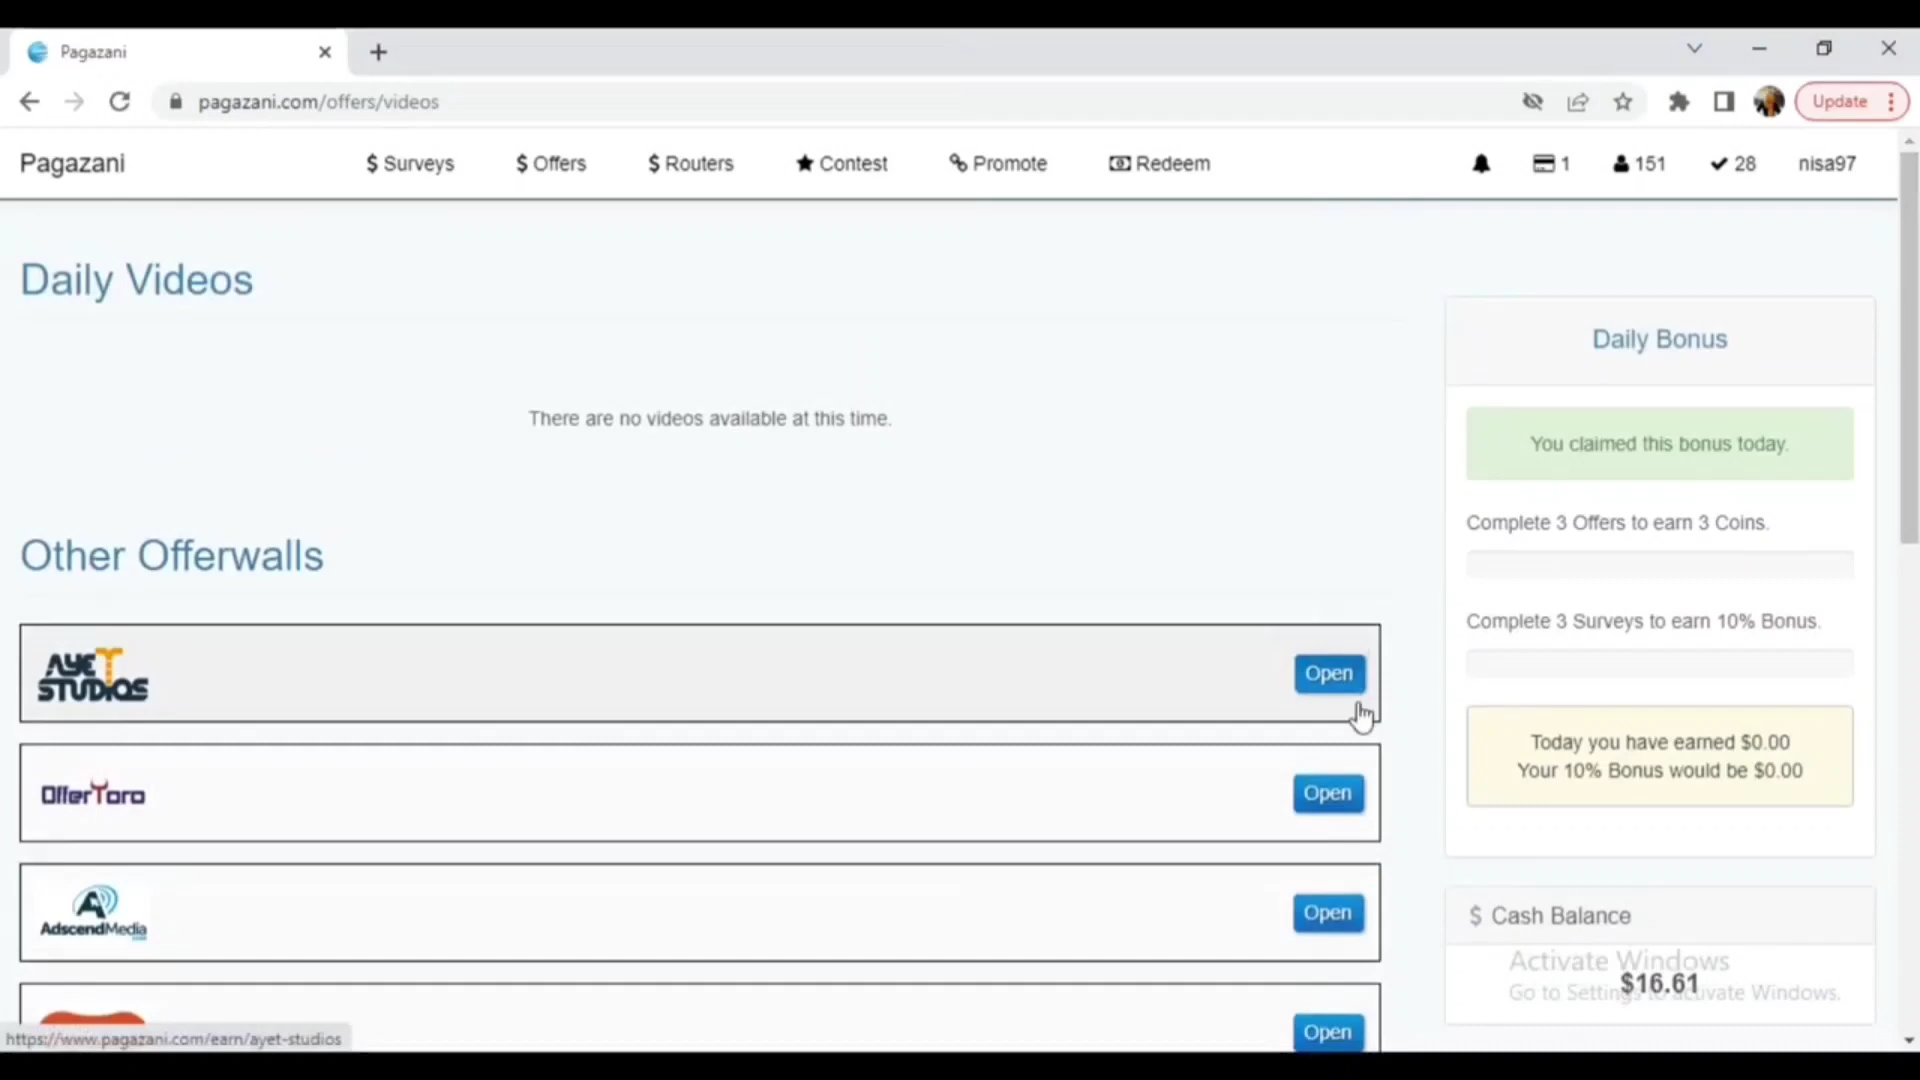 Pagazani
pagazani.com/offers/videos
Update
Pagazani
$ Surveys
$ Offers
$ Routers
Contest
Promote
Redeem
1
151
28
nisa97
Daily Videos
There are no videos available at this time.
Other Offerwalls
AYET STUDIOS
Open
OfferToro
Open
AdscendMedia
Open
Open
Daily Bonus
You claimed this bonus today.
Complete 3 Offers to earn 3 Coins.
Complete 3 Surveys to earn 10% Bonus.
Today you have earned $0.00
Your 10% Bonus would be $0.00
$ Cash Balance
$16.61
Activate Windows
Go to Settings to activate Windows.
https://www.pagazani.com/earn/ayet-studios